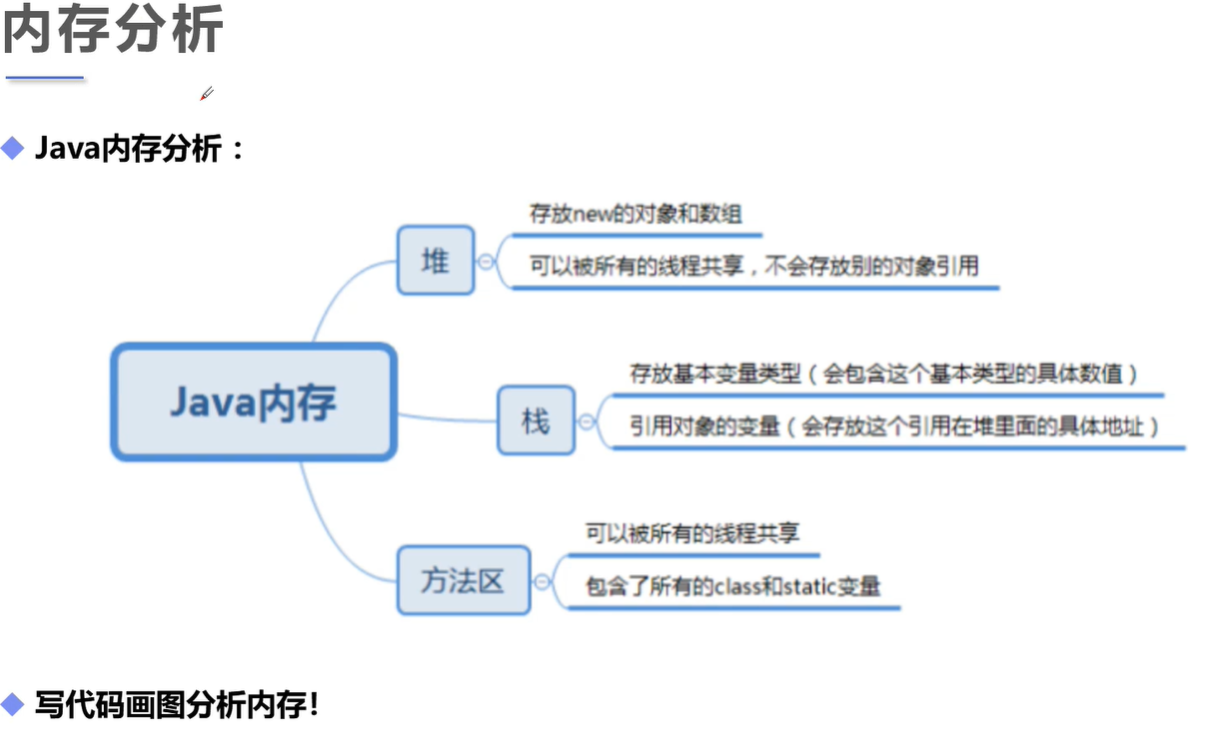 内存分析
Java内存分析：
存放new的对象和数组
堆
可以被所有的线程共享，不会存放别的对象引用
存放基本变量类型（会包含这个基本类型的具体数值）
Java内存
栈
引用对象的变量（会存放这个引用在堆里面的具体地址）
可以被所有的线程共享
方法区
包含了所有的class和static变量
写代码画图分析内存！